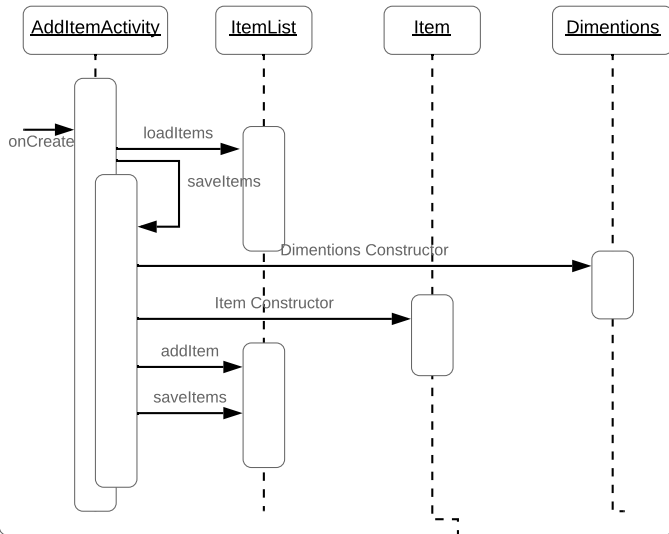 AddItemActivity
ItemList
Item
Dimentions
onCreate
loadItems
saveItems
Dimentions Constructor
Item Constructor
addItem
saveItems